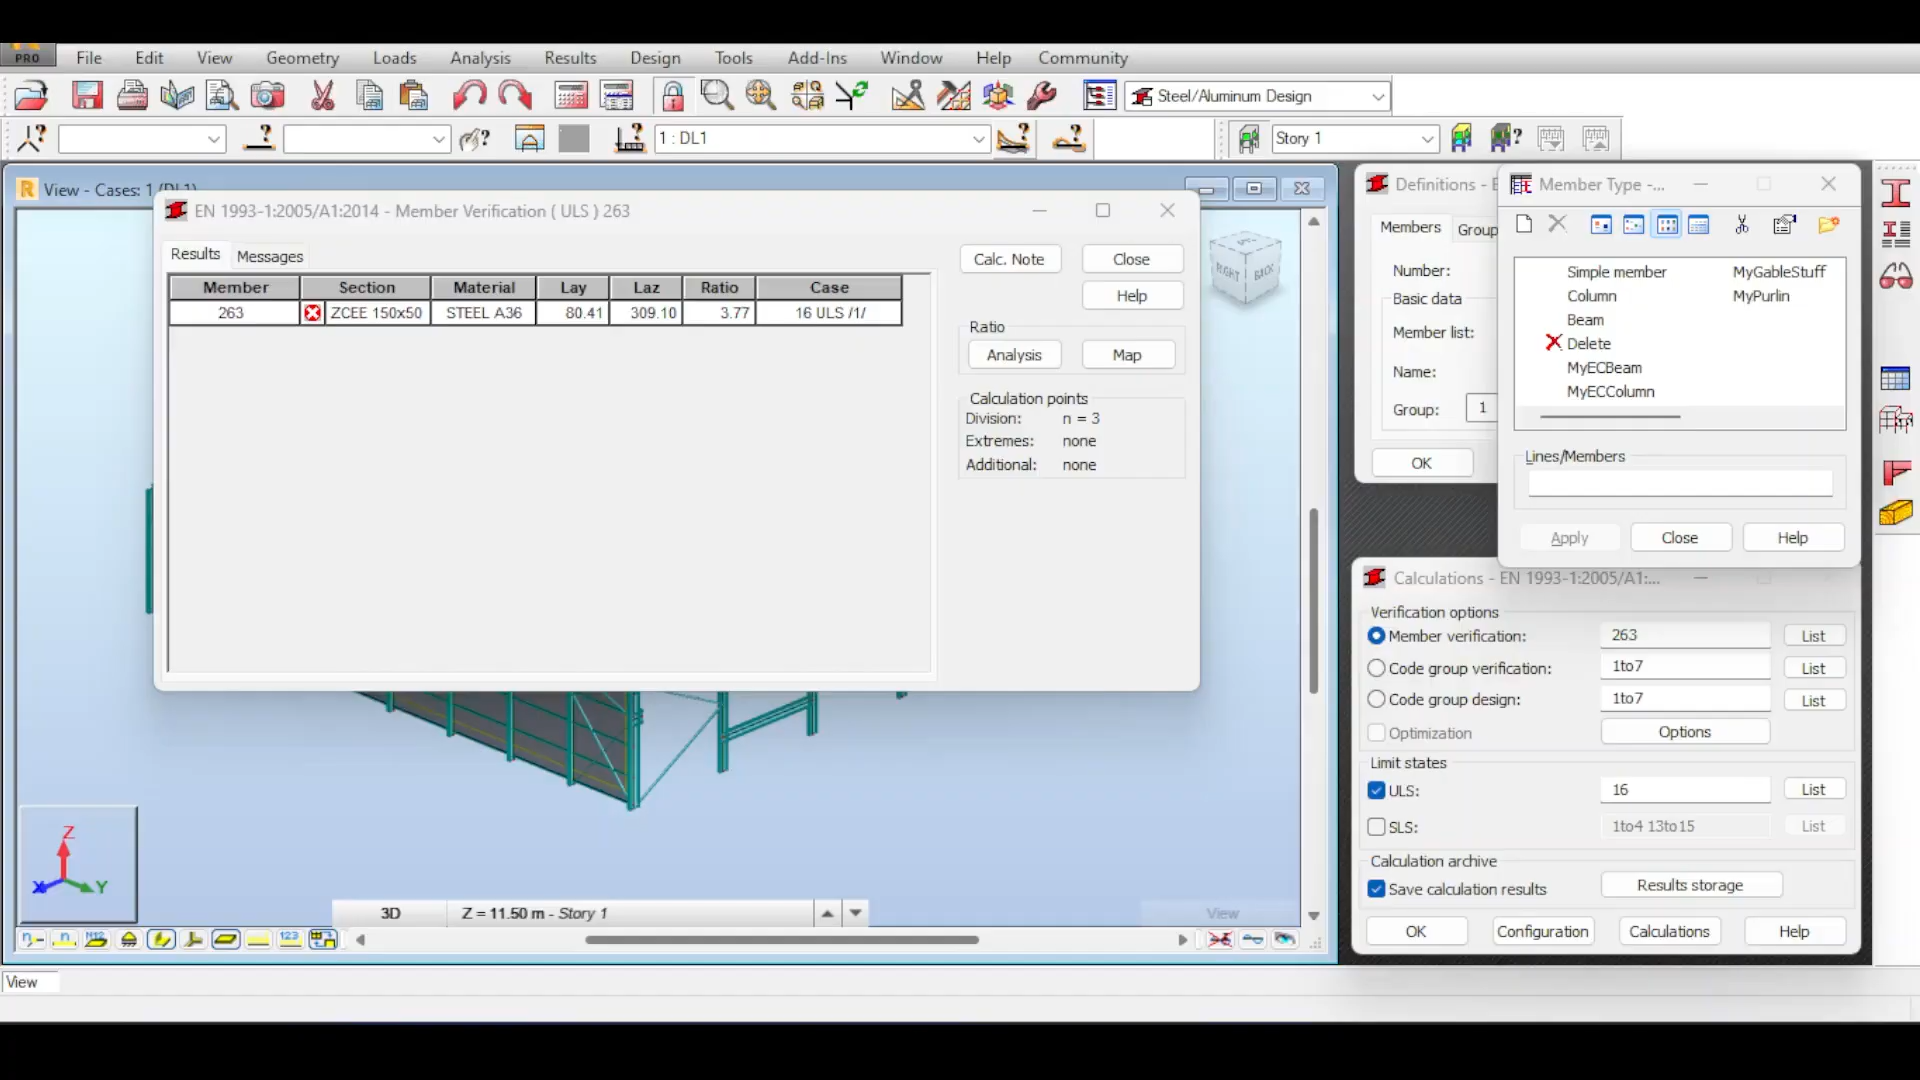 PRO
File Edit View Geometry Loads Analysis Results Design Tools Add-Ins Window Help Community
Steel/Aluminum Design
1 : DL1
Story 1
View - Cases: 1 (DL1)
EN 1993-1:2005/A1:2014 - Member Verification ( ULS ) 263
Results Messages
Member Section Material Lay Laz Ratio Case
263 ZCEE 150x50 STEEL A36 80.41 309.10 3.77 16 ULS /1/
Calc. Note Close
Help
Ratio
Analysis Map
Calculation points
Division: n = 3
Extremes: none
Additional: none
RIGHT BACK
3D Z = 11.50 m - Story 1
View
Z
X Y
View
Definitions - E
Members Group
Number:
Basic data
Member list:
Name:
Group: 1
OK
Member Type -...
Simple member MyGableStuff
Column MyPurlin
Beam
Delete
MyECBeam
MyECColumn
Lines/Members
Apply Close Help
Calculations - EN 1993-1:2005/A1:...
Verification options
Member verification: 263 List
Code group verification: 1to7 List
Code group design: 1to7 List
Optimization Options
Limit states
ULS: 16 List
SLS: 1to4 13to15 List
Calculation archive
Save calculation results Results storage
OK Configuration Calculations Help